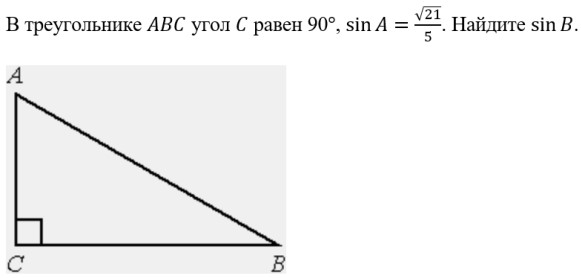 В треугольнике ABC угол C равен 90°, sin A = √21/5. Найдите sin B.
A
C
B